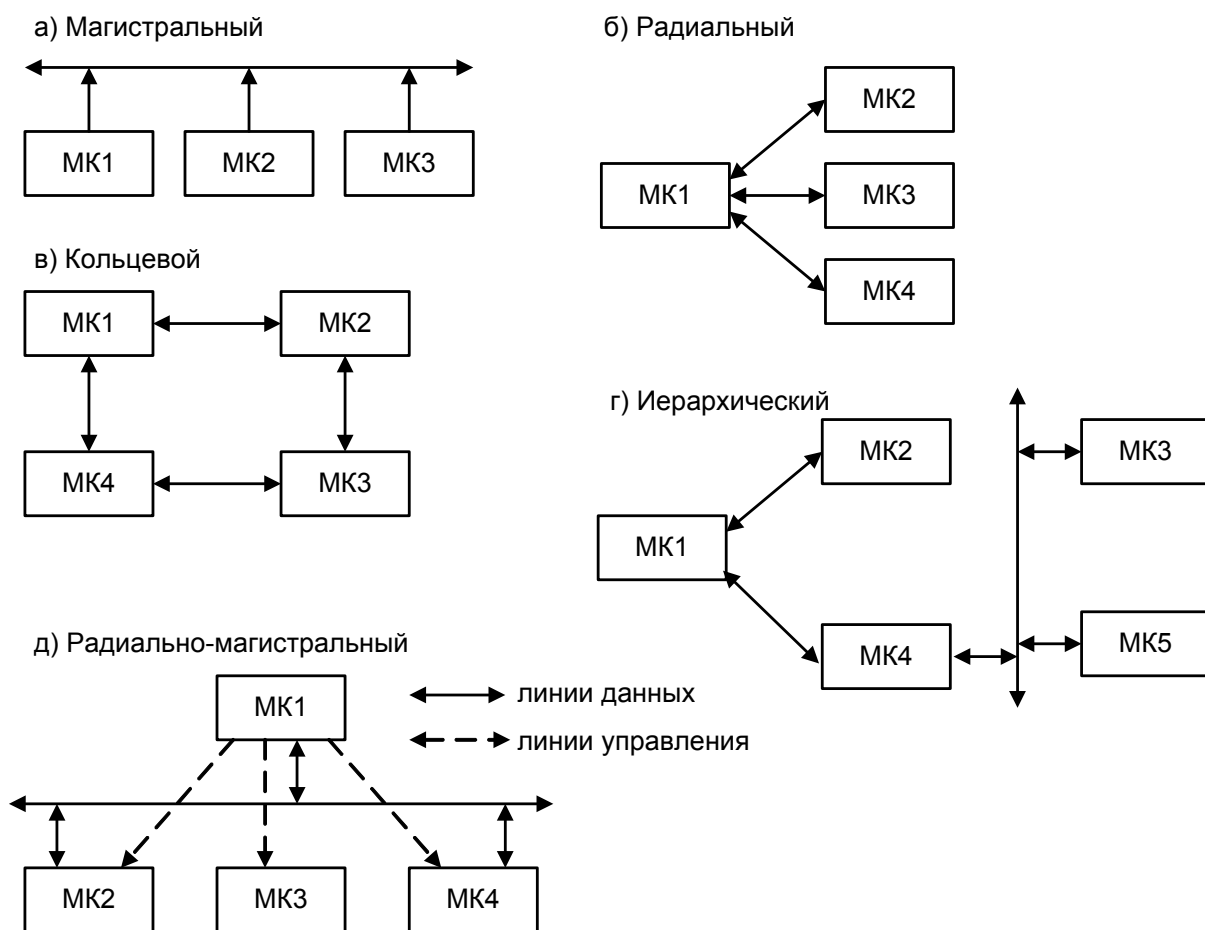 а) Магистральный
МК1
МК2
МК3
б) Радиальный
МК1
МК2
МК3
МК4
в) Кольцевой
МК1
МК2
МК4
МК3
г) Иерархический
МК2
МК3
МК1
МК4
МК5
д) Радиально-магистральный
МК1
линии данных
линии управления
МК2
МК3
МК4